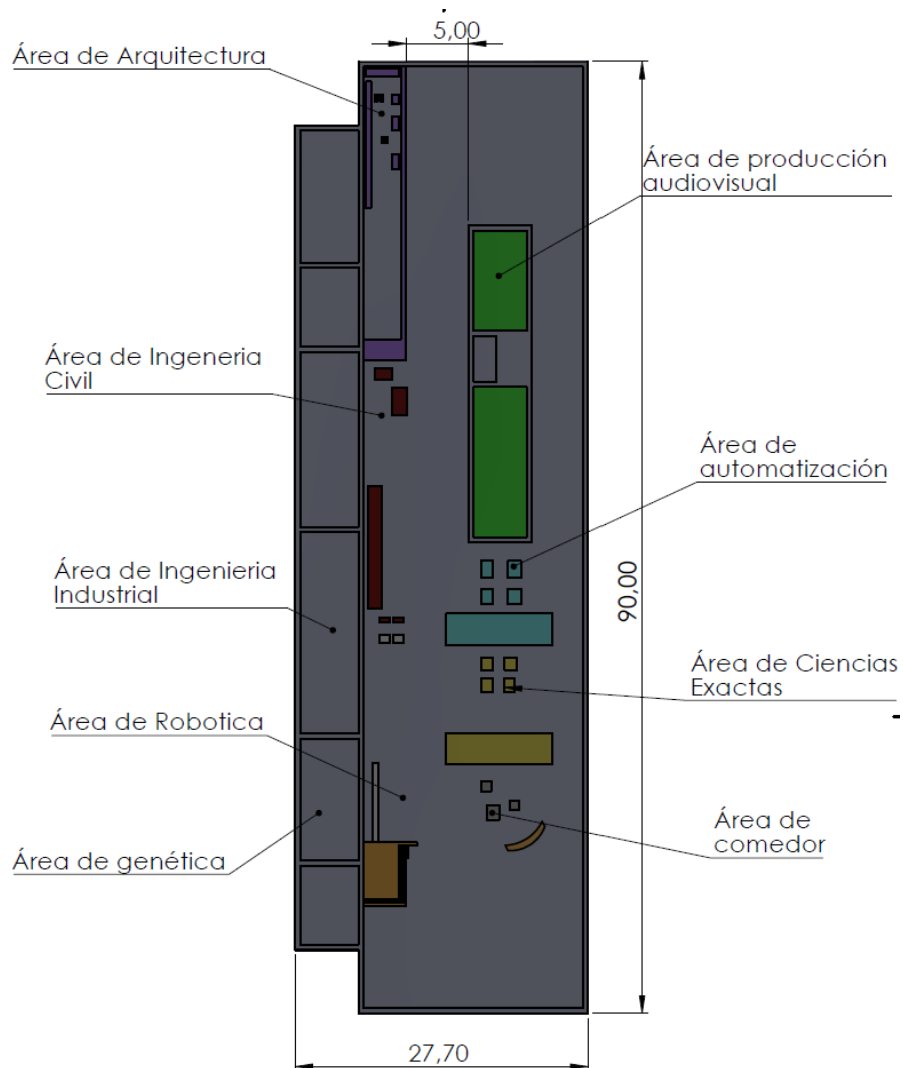 5,00
Área de Arquitectura
Área de producción
audiovisual
Área de Ingeneria
Civil
Área de
automatización
Área de Ingenieria
Industrial
90,00
Área de Ciencias
Exactas
Área de Robotica
Área de
comedor
Área de genética
27,70